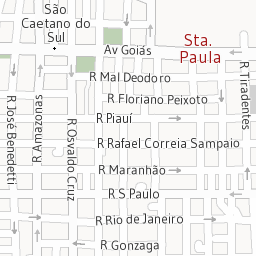 São
Caetano do
Sul
Av Goiás
Sta.
Paula
R Mal Deodoro
R Floriano Peixoto
R Piauí
R Rafael Correia Sampaio
R Maranhão
R S Paulo
R Rio de Janeiro
R Gonzaga
R José Benedetti
R Amazonas
R Osvaldo Cruz
R Tiradentes